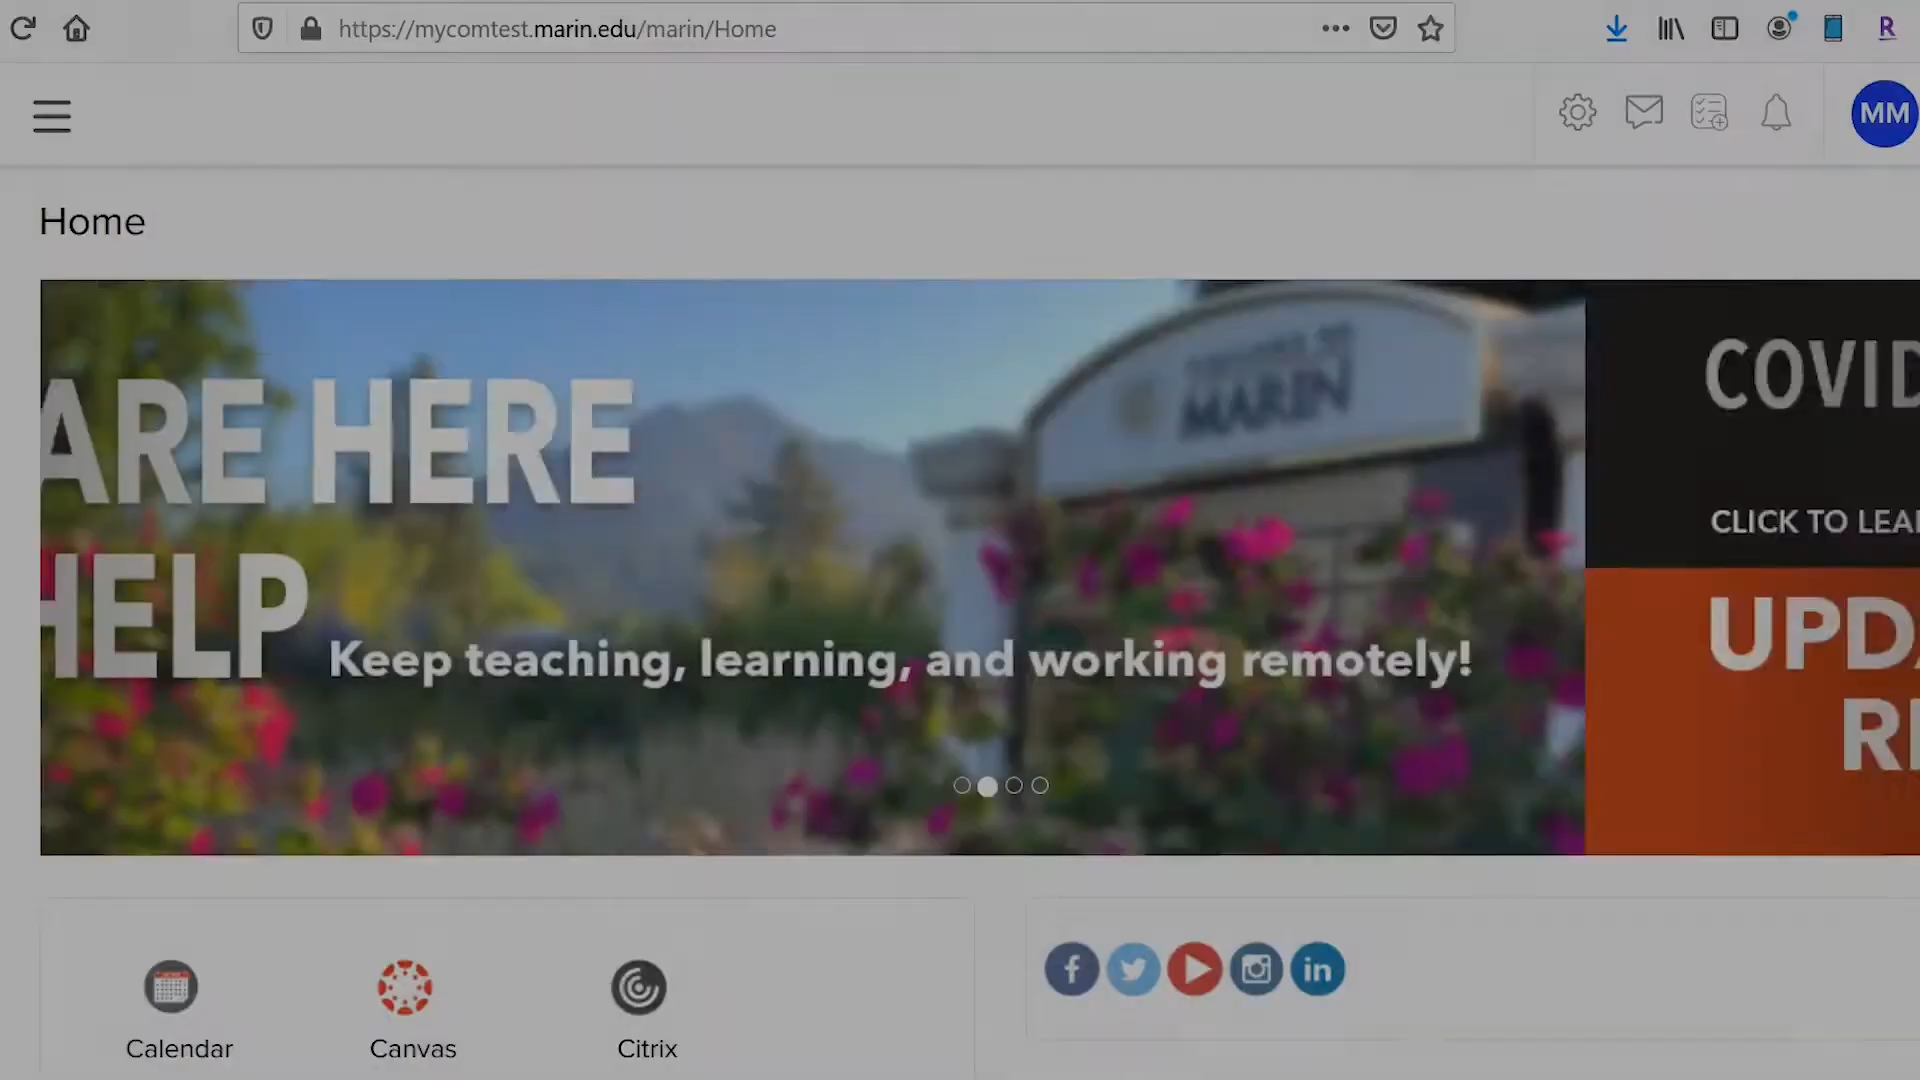 https://mycomtest.marin.edu/marin/Home
R
MM
Home
ARE HERE
HELP
Keep teaching, learning, and working remotely!
MARIN
COVID
CLICK TO LEA
UPD
R
Calendar
Canvas
Citrix